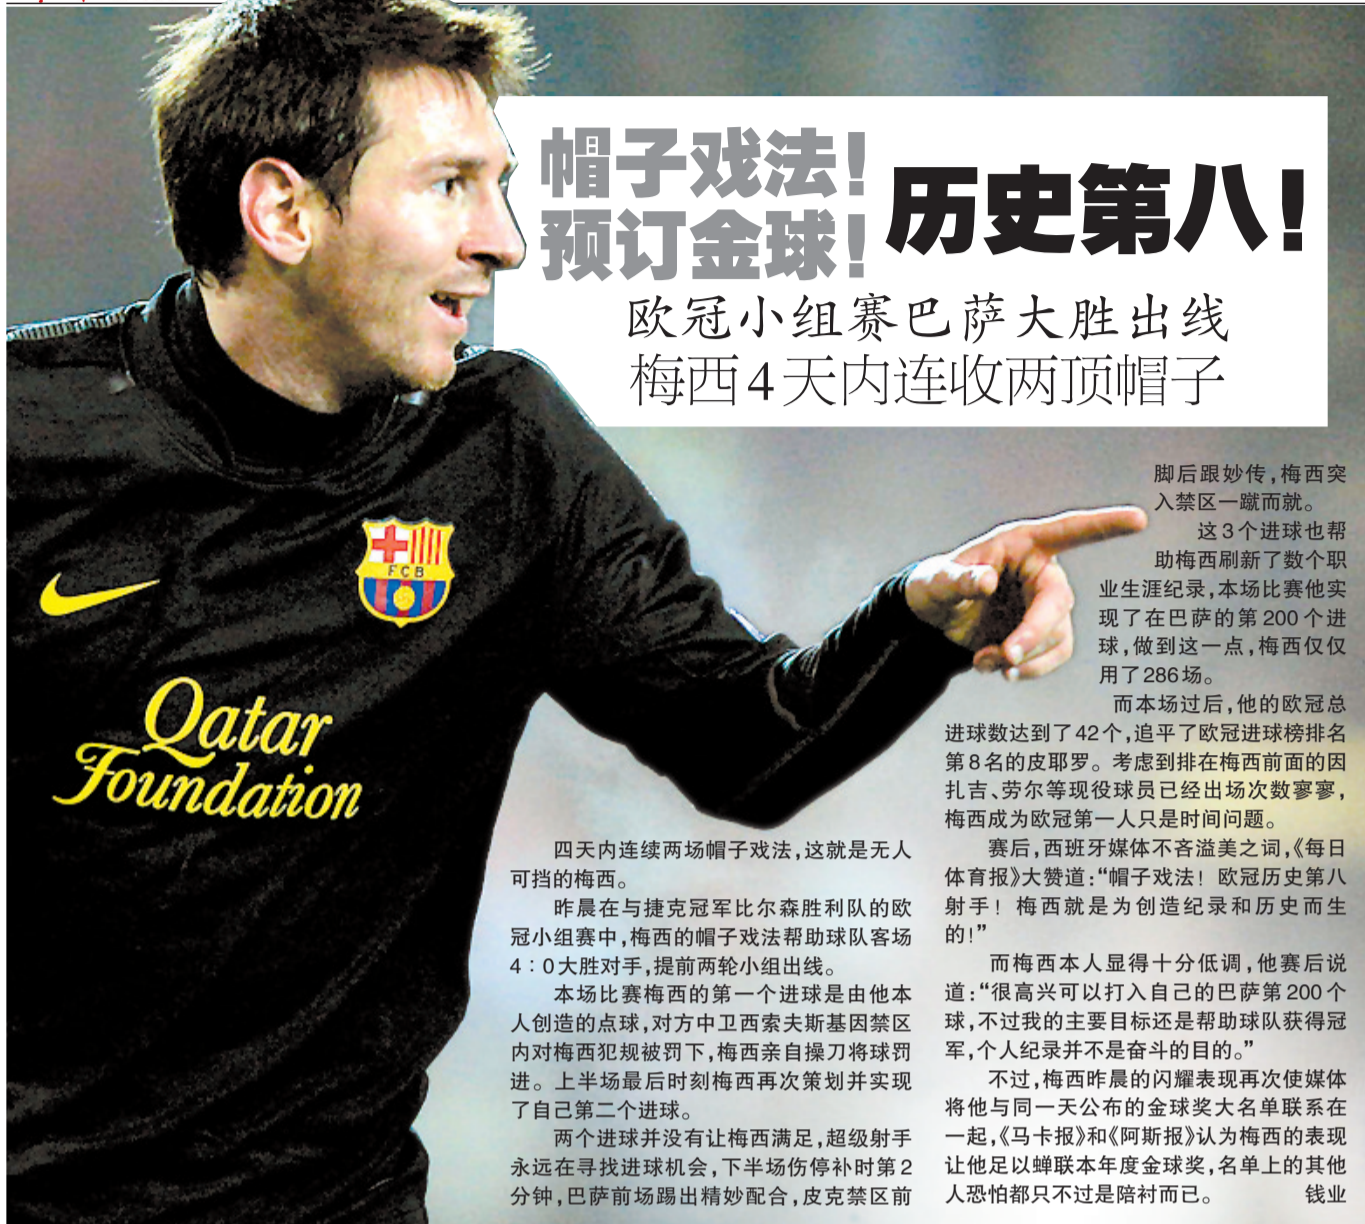 帽子戏法！
预订金球！
历史第八！
欧冠小组赛巴萨大胜出线
梅西4天内连收两顶帽子
FCB
Qatar
Foundation
四天内连续两场帽子戏法，这就是无人
可挡的梅西。
昨晨在与捷克冠军比尔森胜利队的欧
冠小组赛中，梅西的帽子戏法帮助球队客场
4：0大胜对手，提前两轮小组出线。
本场比赛梅西的第一个进球是由他本
人创造的点球，对方中卫西索夫斯基因禁区
内对梅西犯规被罚下，梅西亲自操刀将球罚
进。上半场最后时刻梅西再次策划并实现
了自己第二个进球。
两个进球并没有让梅西满足，超级射手
永远在寻找进球机会，下半场伤停补时第2
分钟，巴萨前场踢出精妙配合，皮克禁区前
脚后跟妙传，梅西突
入禁区一蹴而就。
这3个进球也帮
助梅西刷新了数个职
业生涯纪录，本场比赛他实
现了在巴萨的第200个进
球，做到这一点，梅西仅仅
用了286场。
而本场过后，他的欧冠总
进球数达到了42个，追平了欧冠进球榜排名
第8名的皮耶罗。考虑到排在梅西前面的因
扎吉、劳尔等现役球员已经出场次数寥寥，
梅西成为欧冠第一人只是时间问题。
赛后，西班牙媒体不吝溢美之词，《每日
体育报》大赞道：“帽子戏法！欧冠历史第八
射手！梅西就是为创造纪录和历史而生
的！”
而梅西本人显得十分低调，他赛后说
道：“很高兴可以打入自己的巴萨第200个
球，不过我的主要目标还是帮助球队获得冠
军，个人纪录并不是奋斗的目的。”
不过，梅西昨晨的闪耀表现再次使媒体
将他与同一天公布的金球奖大名单联系在
一起，《马卡报》和《阿斯报》认为梅西的表现
让他足以蝉联本年度金球奖，名单上的其他
人恐怕都只不过是陪衬而已。 钱业